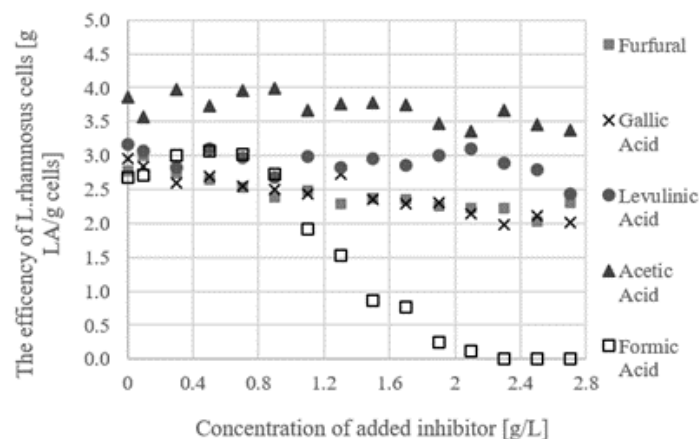 The efficency of L.rhamnosus cells [g
LA/g cells]
5.0
4.5
4.0
3.5
3.0
2.5
2.0
1.5
1.0
0.5
0.0
0 0.4 0.8 1.2 1.6 2 2.4 2.8
Concentration of added inhibitor [g/L]
Furfural
Gallic
Acid
Levulinic
Acid
Acetic
Acid
Formic
Acid